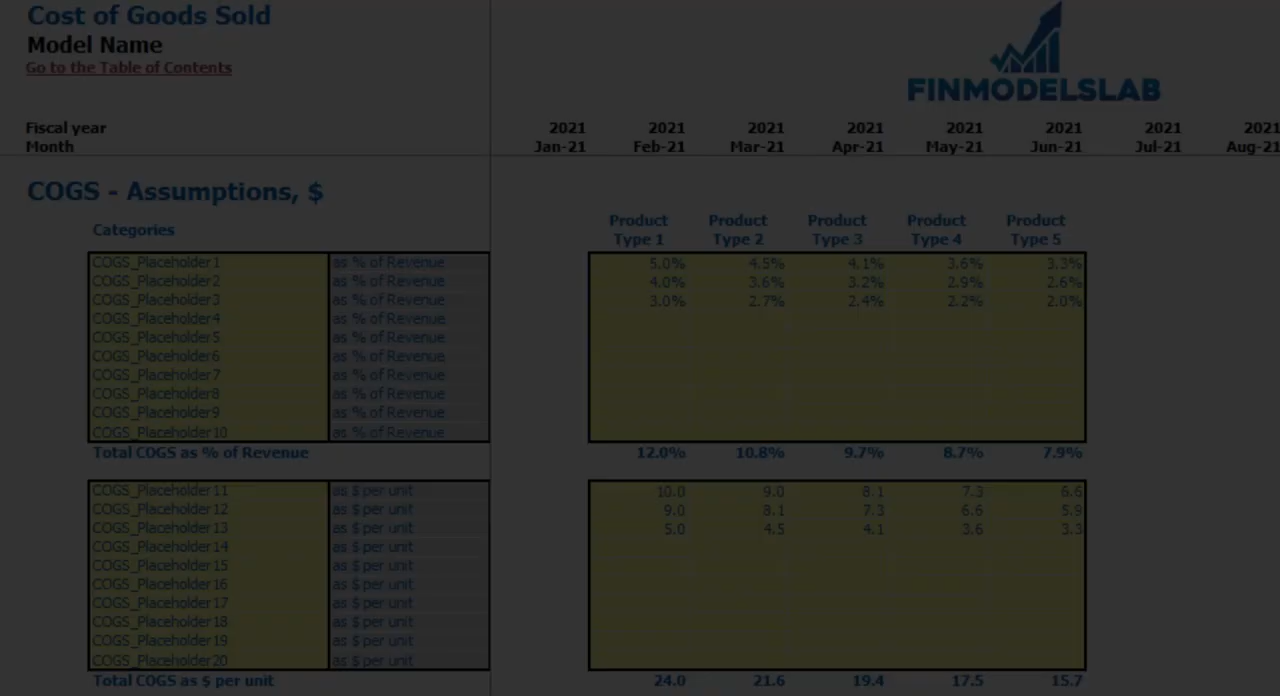 Cost of Goods Sold
Model Name
Go to the Table of Contents
FINMODELSLAB
Fiscal year 2021 2021 2021 2021 2021 2021 2021 2021
Month Jan-21 Feb-21 Mar-21 Apr-21 May-21 Jun-21 Jul-21 Aug-21
COGS - Assumptions, $
Categories
Product Product Product Product Product
Type 1 Type 2 Type 3 Type 4 Type 5
COGS_Placeholder1 as % of Revenue 5.0% 4.5% 4.1% 3.6% 3.3%
COGS_Placeholder2 as % of Revenue 4.0% 3.6% 3.2% 2.9% 2.6%
COGS_Placeholder3 as % of Revenue 3.0% 2.7% 2.4% 2.2% 2.0%
COGS_Placeholder4 as % of Revenue
COGS_Placeholder5 as % of Revenue
COGS_Placeholder6 as % of Revenue
COGS_Placeholder7 as % of Revenue
COGS_Placeholder8 as % of Revenue
COGS_Placeholder9 as % of Revenue
COGS_Placeholder10 as % of Revenue
Total COGS as % of Revenue 12.0% 10.8% 9.7% 8.7% 7.9%
COGS_Placeholder11 as $ per unit 10.0 9.0 8.1 7.3 6.6
COGS_Placeholder12 as $ per unit 9.0 8.1 7.3 6.6 5.9
COGS_Placeholder13 as $ per unit 5.0 4.5 4.1 3.6 3.3
COGS_Placeholder14 as $ per unit
COGS_Placeholder15 as $ per unit
COGS_Placeholder16 as $ per unit
COGS_Placeholder17 as $ per unit
COGS_Placeholder18 as $ per unit
COGS_Placeholder19 as $ per unit
COGS_Placeholder20 as $ per unit
Total COGS as $ per unit 24.0 21.6 19.4 17.5 15.7